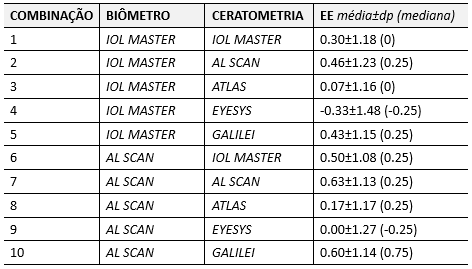 COMBINAÇÃO BIÔMETRO CERATOMETRIA EE média±dp (mediana)
1 IOL MASTER IOL MASTER 0.30±1.18 (0)
2 IOL MASTER AL SCAN 0.46±1.23 (0.25)
3 IOL MASTER ATLAS 0.07±1.16 (0)
4 IOL MASTER EYESYS -0.33±1.48 (-0.25)
5 IOL MASTER GALILEI 0.43±1.15 (0.25)
6 AL SCAN IOL MASTER 0.50±1.08 (0.25)
7 AL SCAN AL SCAN 0.63±1.13 (0.25)
8 AL SCAN ATLAS 0.17±1.17 (0.25)
9 AL SCAN EYESYS 0.00±1.27 (-0.25)
10 AL SCAN GALILEI 0.60±1.14 (0.75)